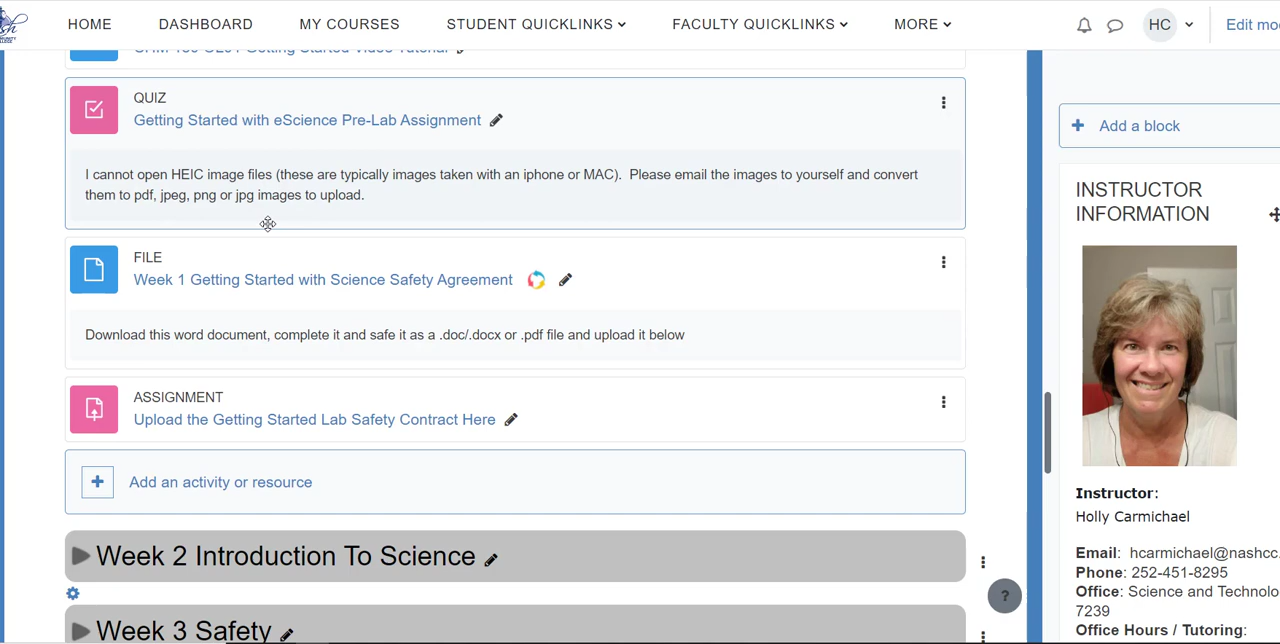 HOME DASHBOARD MY COURSES STUDENT QUICKLINKS FACULTY QUICKLINKS MORE HC Edit mo
QUIZ
Getting Started with eScience Pre-Lab Assignment
I cannot open HEIC image files (these are typically images taken with an iphone or MAC). Please email the images to yourself and convert
them to pdf, jpeg, png or jpg images to upload.
FILE
Week 1 Getting Started with Science Safety Agreement
Download this word document, complete it and safe it as a .doc/.docx or .pdf file and upload it below
ASSIGNMENT
Upload the Getting Started Lab Safety Contract Here
+ Add an activity or resource
Week 2 Introduction To Science
?
Week 3 Safety
+ Add a block
INSTRUCTOR
INFORMATION
Instructor:
Holly Carmichael
Email: hcarmichael@nashcc.
Phone: 252-451-8295
Office: Science and Technolo
7239
Office Hours / Tutoring: